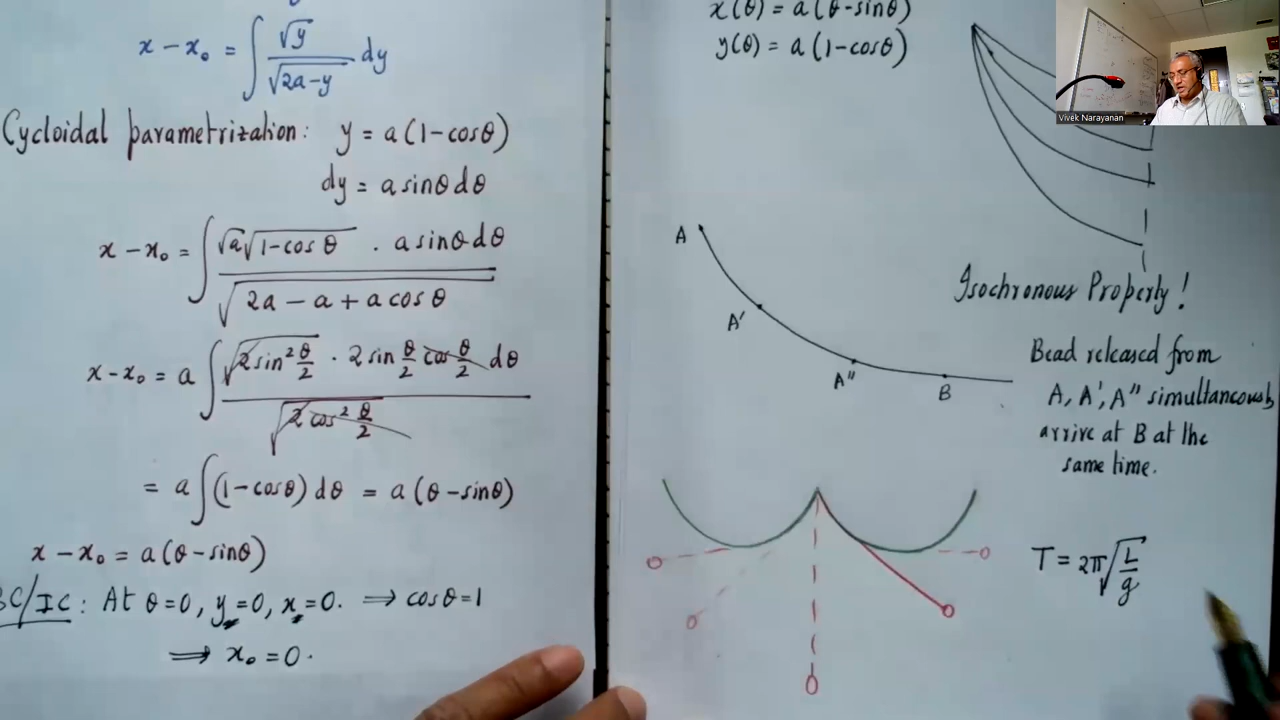 x − x₀ = ∫ √y / √(2a−y) dy
Cycloidal parametrization: y = a(1−cosθ)
dy = a sinθ dθ
x − x₀ = ∫ √a √(1−cosθ) · a sinθ dθ / √(2a − a + a cosθ)
x − x₀ = a ∫ √(2sin² θ/2) · 2 sin θ/2 cos θ/2 dθ / √(2cos² θ/2)
= a ∫ (1−cosθ) dθ = a(θ−sinθ)
x − x₀ = a(θ−sinθ)
BC/IC: At θ=0, y=0, x=0. ⟹ cosθ=1
⟹ x₀ = 0.
x(θ) = a(θ−sinθ)
y(θ) = a(1−cosθ)
Vivek Narayanan
A
A'
A"
B
Isochronous Property!
Bead released from
A, A', A" simultaneously
arrive at B at the
same time.
T = 2π √(L/g)